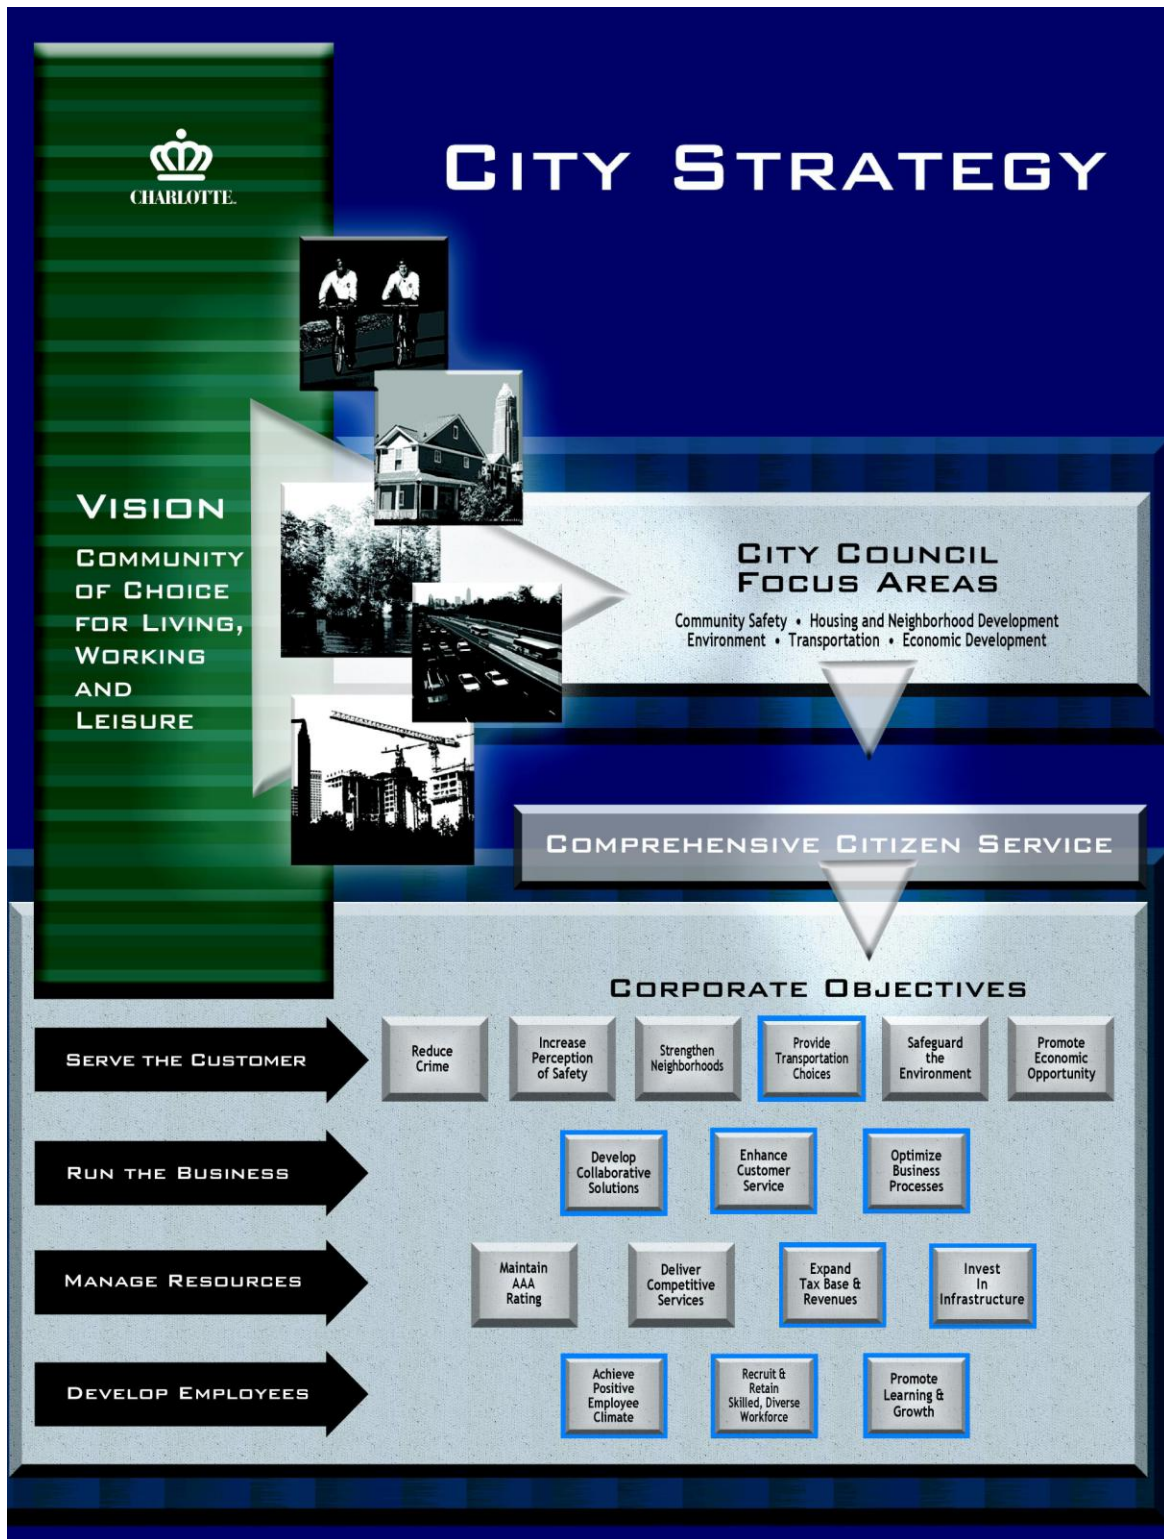 CHARLOTTE.
CITY STRATEGY
VISION
COMMUNITY
OF CHOICE
FOR LIVING,
WORKING
AND
LEISURE
CITY COUNCIL
FOCUS AREAS
Community Safety • Housing and Neighborhood Development
Environment • Transportation • Economic Development
COMPREHENSIVE CITIZEN SERVICE
CORPORATE OBJECTIVES
SERVE THE CUSTOMER
Reduce
Crime
Increase
Perception
of Safety
Strengthen
Neighborhoods
Provide
Transportation
Choices
Safeguard
the
Environment
Promote
Economic
Opportunity
RUN THE BUSINESS
Develop
Collaborative
Solutions
Enhance
Customer
Service
Optimize
Business
Processes
MANAGE RESOURCES
Maintain
AAA
Rating
Deliver
Competitive
Services
Expand
Tax Base &
Revenues
Invest
In
Infrastructure
DEVELOP EMPLOYEES
Achieve
Positive
Employee
Climate
Recruit &
Retain
Skilled, Diverse
Workforce
Promote
Learning &
Growth